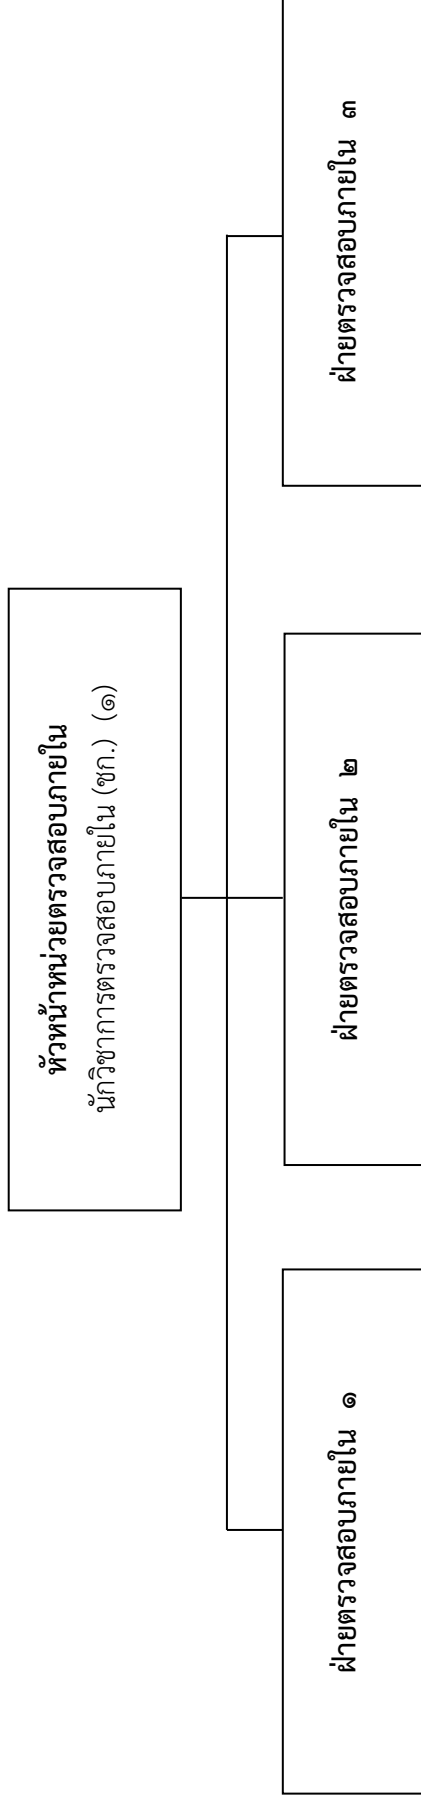 หัวหน้าหน่วยตรวจสอบภายใน
นักวิชาการตรวจสอบภายใน (ชก.) (๑)
ฝ่ายตรวจสอบภายใน ๑
ฝ่ายตรวจสอบภายใน ๒
ฝ่ายตรวจสอบภายใน ๓